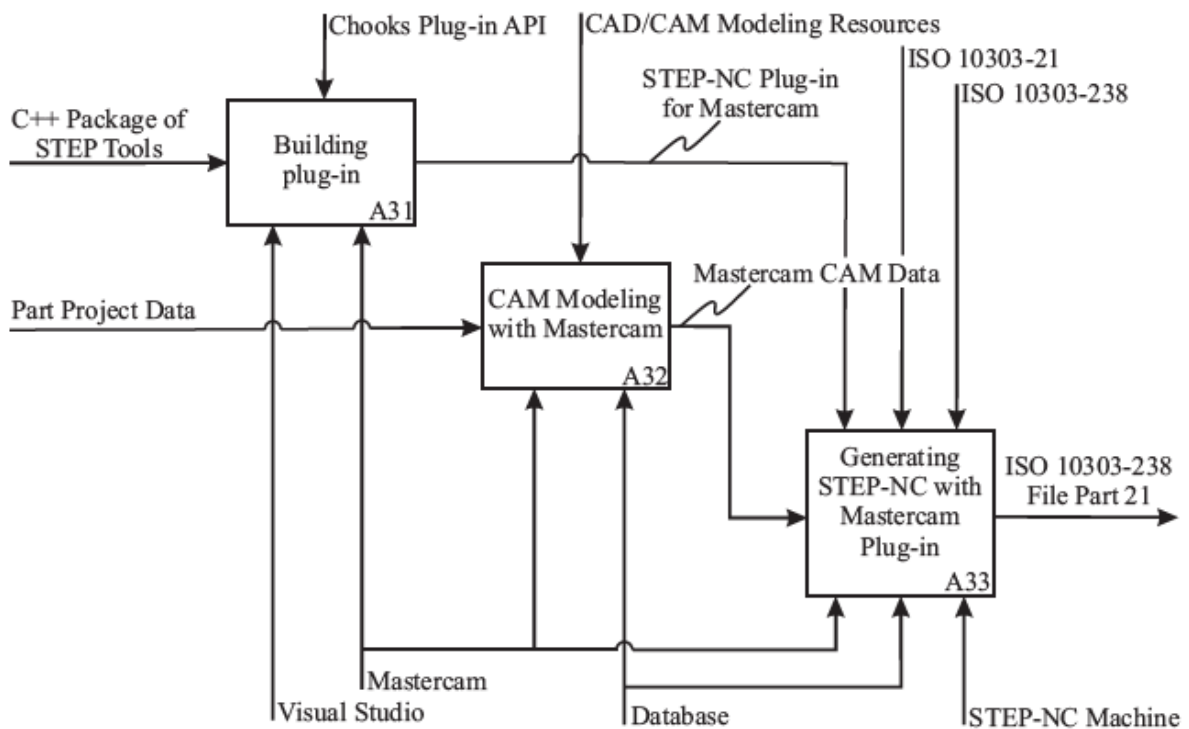 Chooks Plug-in API
CAD/CAM Modeling Resources
ISO 10303-21
ISO 10303-238
STEP-NC Plug-in
for Mastercam
C++ Package of
STEP Tools
Building
plug-in
A31
Part Project Data
CAM Modeling
with Mastercam
A32
Mastercam CAM Data
Generating
STEP-NC with
Mastercam
Plug-in
A33
ISO 10303-238
File Part 21
Mastercam
Visual Studio
Database
STEP-NC Machine